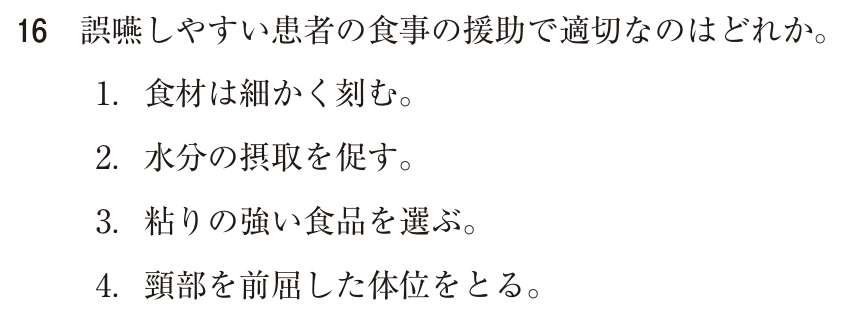 16 誤嚥しやすい患者の食事の援助で適切なのはどれか。
1. 食材は細かく刻む。
2. 水分の摂取を促す。
3. 粘りの強い食品を選ぶ。
4. 頸部を前屈した体位をとる。